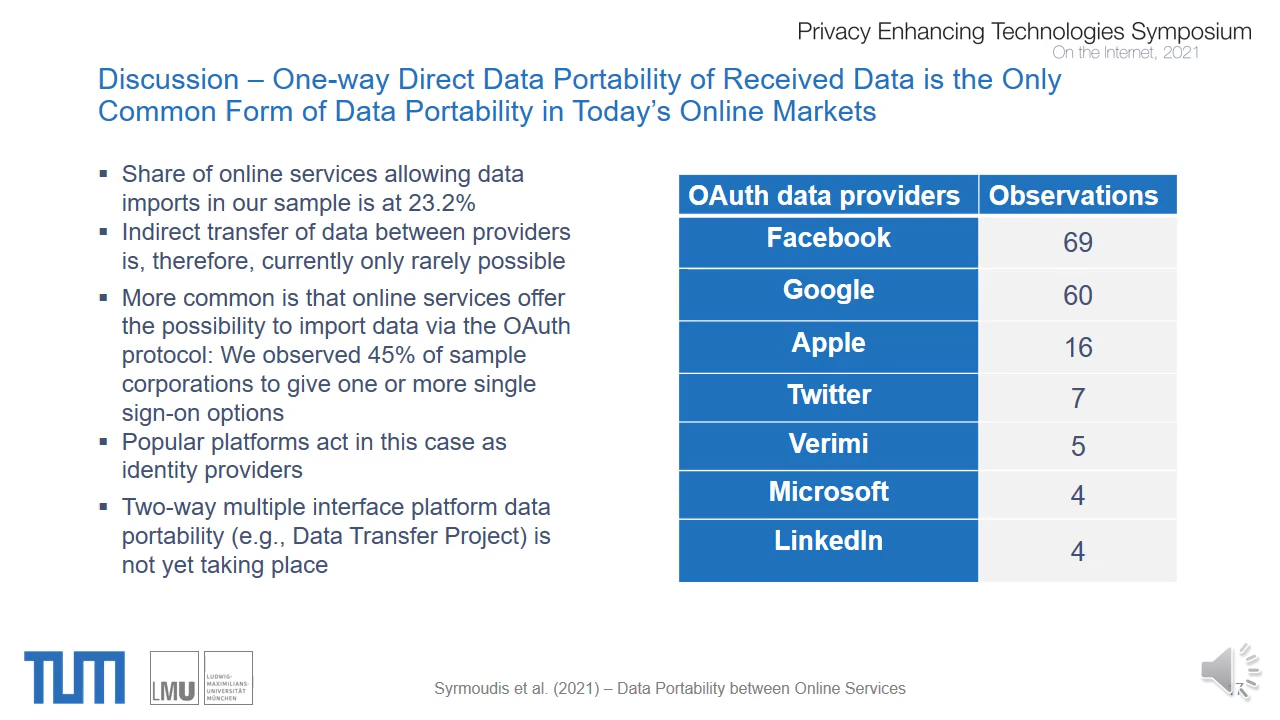 Privacy Enhancing Technologies Symposium
On the Internet, 2021
Discussion – One-way Direct Data Portability of Received Data is the Only
Common Form of Data Portability in Today's Online Markets
▪ Share of online services allowing data
imports in our sample is at 23.2%
▪ Indirect transfer of data between providers
is, therefore, currently only rarely possible
▪ More common is that online services offer
the possibility to import data via the OAuth
protocol: We observed 45% of sample
corporations to give one or more single
sign-on options
▪ Popular platforms act in this case as
identity providers
▪ Two-way multiple interface platform data
portability (e.g., Data Transfer Project) is
not yet taking place
OAuth data providers Observations
Facebook 69
Google 60
Apple 16
Twitter 7
Verimi 5
Microsoft 4
LinkedIn 4
TUM
LMU
LUDWIG-
MAXIMILIANS-
UNIVERSITÄT
MÜNCHEN
Syrmoudis et al. (2021) – Data Portability between Online Services